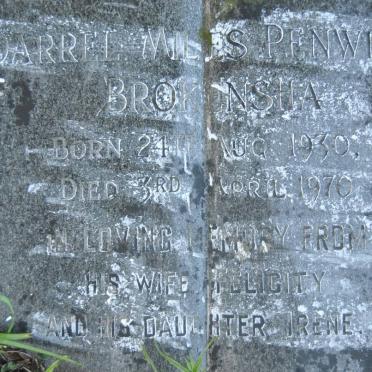 DARREL MILES PENWI
BROKENSHA
BORN 24TH AUG. 1930.
DIED 3RD APRIL 1970
IN LOVING MEMORY FROM
HIS WIFE FELICITY
AND HIS DAUGHTER IRENE.